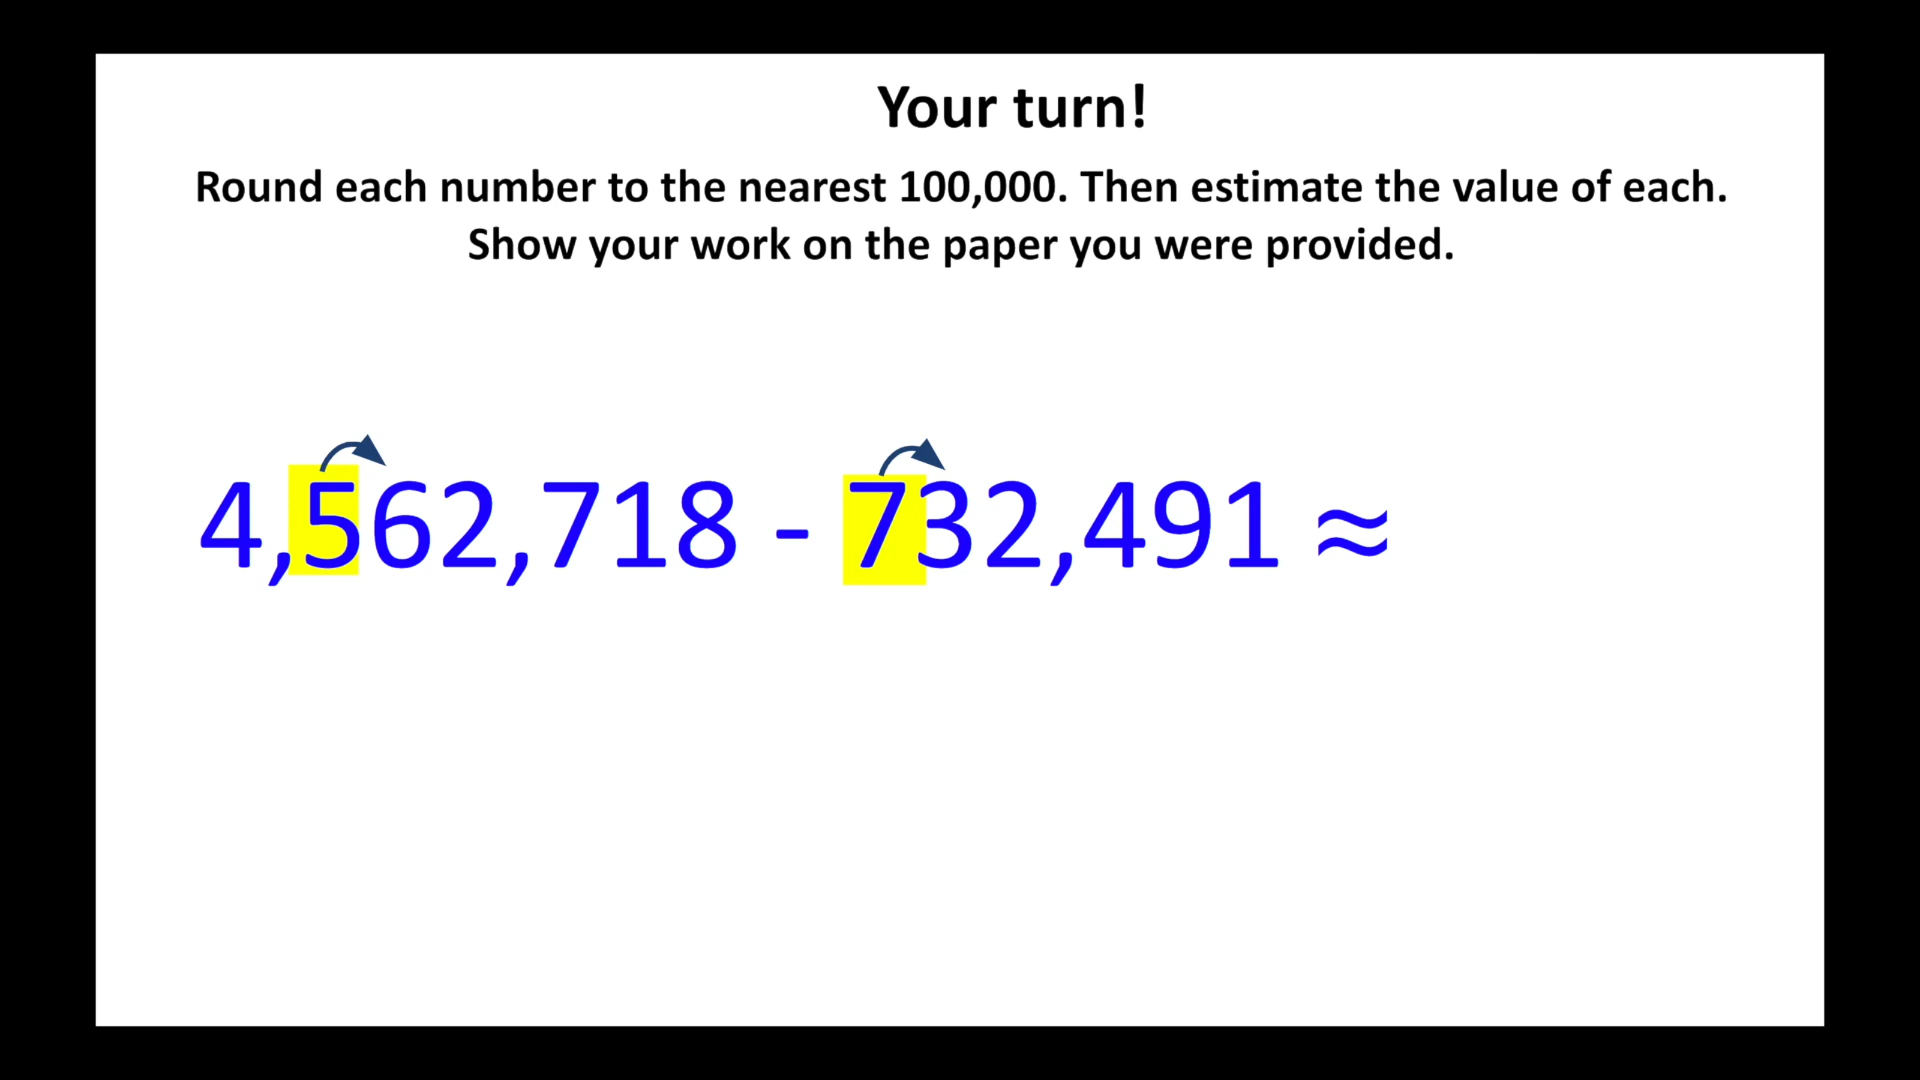 Your turn!
Round each number to the nearest 100,000. Then estimate the value of each.
Show your work on the paper you were provided.
4,562,718 - 732,491 ≈